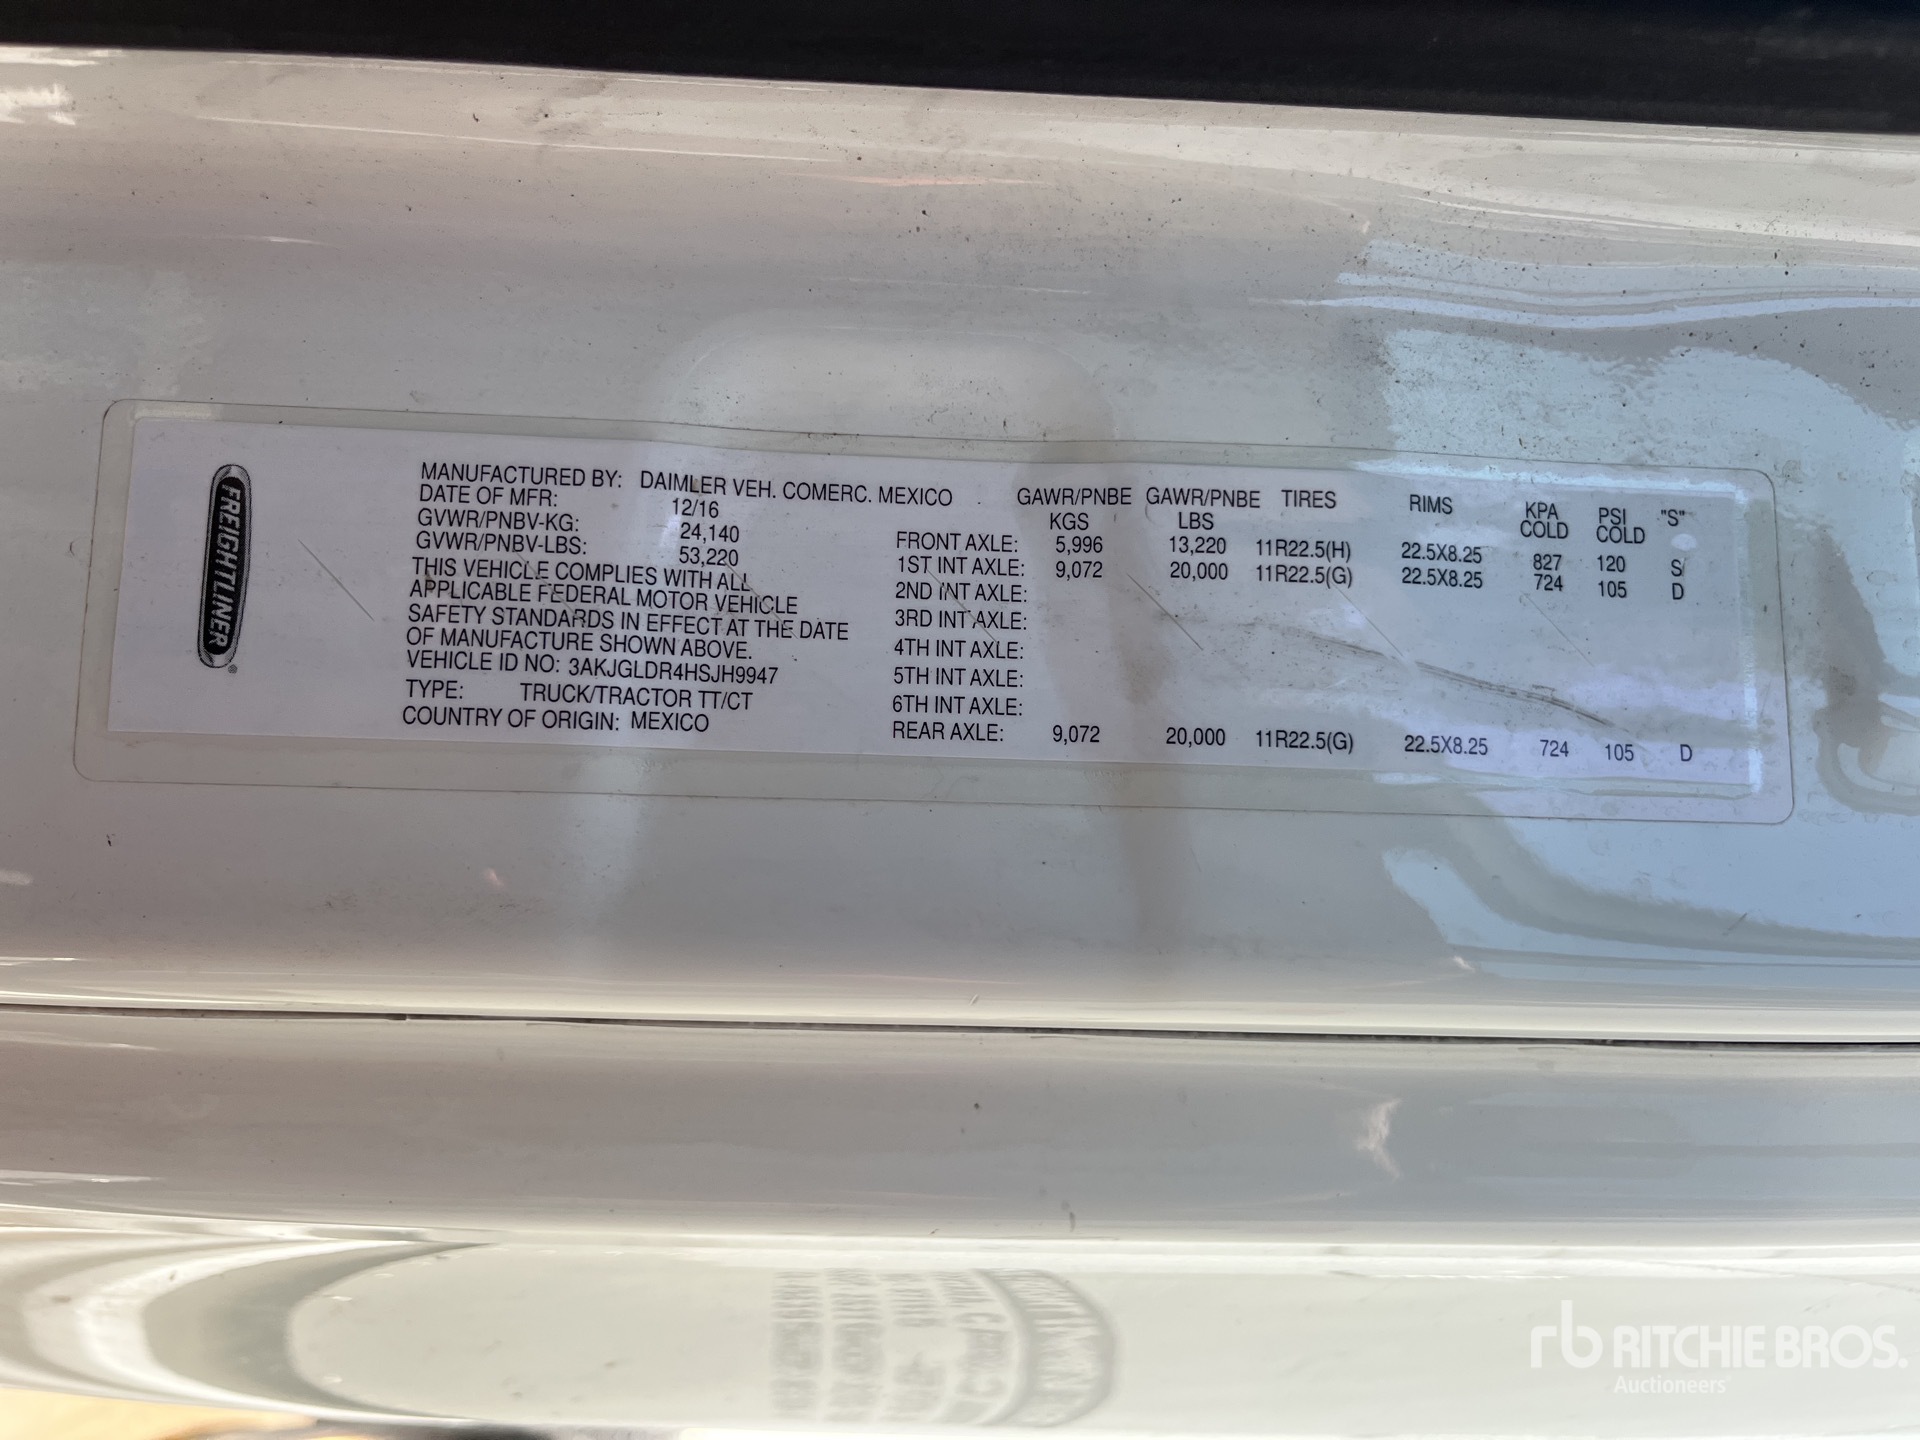 FREIGHTLINER®
MANUFACTURED BY: DAIMLER VEH. COMERC. MEXICO
DATE OF MFR: 12/16
GVWR/PNBV-KG: 24,140
GVWR/PNBV-LBS: 53,220
THIS VEHICLE COMPLIES WITH ALL
APPLICABLE FEDERAL MOTOR VEHICLE
SAFETY STANDARDS IN EFFECT AT THE DATE
OF MANUFACTURE SHOWN ABOVE.
VEHICLE ID NO: 3AKJGLDR4HSJH9947
TYPE: TRUCK/TRACTOR TT/CT
COUNTRY OF ORIGIN: MEXICO
GAWR/PNBE GAWR/PNBE TIRES RIMS KPA PSI "S"
KGS LBS COLD COLD
FRONT AXLE: 5,996 13,220 11R22.5(H) 22.5X8.25 827 120 S
1ST INT AXLE: 9,072 20,000 11R22.5(G) 22.5X8.25 724 105 D
2ND INT AXLE:
3RD INT AXLE:
4TH INT AXLE:
5TH INT AXLE:
6TH INT AXLE:
REAR AXLE: 9,072 20,000 11R22.5(G) 22.5X8.25 724 105 D
rb RITCHIE BROS.
Auctioneers